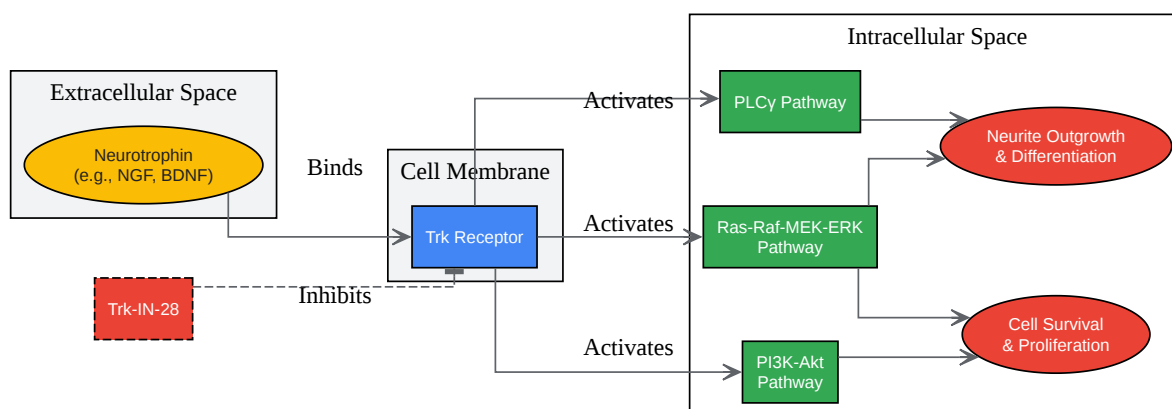 Extracellular Space
Neurotrophin
(e.g., NGF, BDNF)
Binds
Cell Membrane
Trk Receptor
Trk-IN-28
Inhibits
Activates
Activates
Activates
Intracellular Space
PLCγ Pathway
Ras-Raf-MEK-ERK
Pathway
PI3K-Akt
Pathway
Neurite Outgrowth
& Differentiation
Cell Survival
& Proliferation